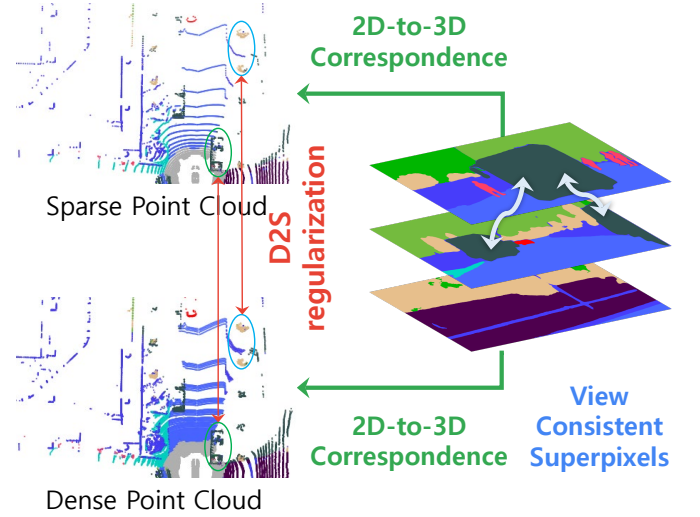 2D-to-3D
Correspondence
Sparse Point Cloud
D2S
regularization
2D-to-3D
Correspondence
View
Consistent
Superpixels
Dense Point Cloud